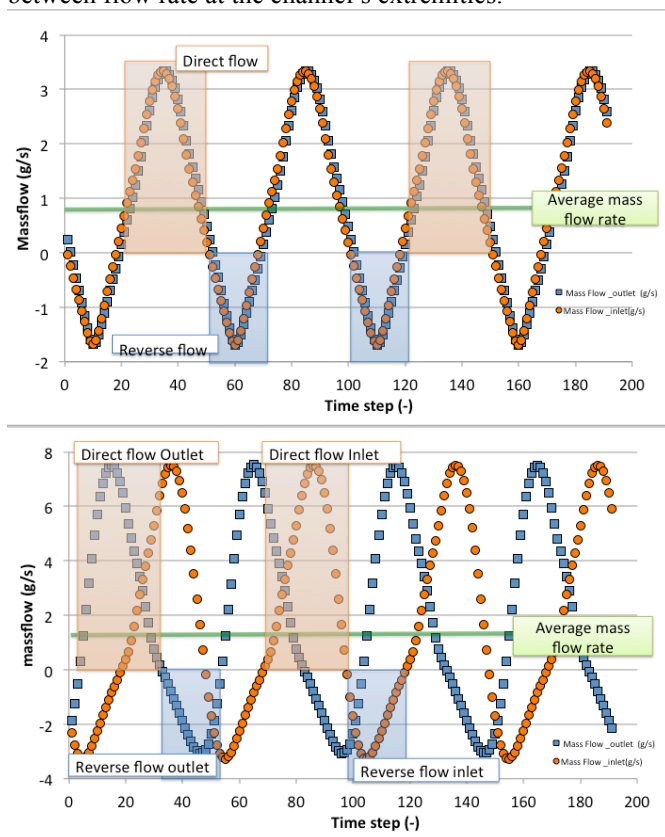 between flow rate at the channel's extremities.
4
Direct flow
3
2
1
Average mass
flow rate
0
Mass Flow _outlet (g/s)
Mass Flow _inlet(g/s)
-1
Reverse flow
-2
0 20 40 60 80 100 120 140 160 180 200
Massflow (g/s)
Time step (-)
8
Direct flow Outlet
Direct flow Inlet
6
4
2
Average mass
flow rate
0
-2
Mass Flow _outlet (g/s)
Mass Flow _inlet(g/s)
Reverse flow outlet
Reverse flow inlet
-4
0 20 40 60 80 100 120 140 160 180 200
massflow (g/s)
Time step (-)